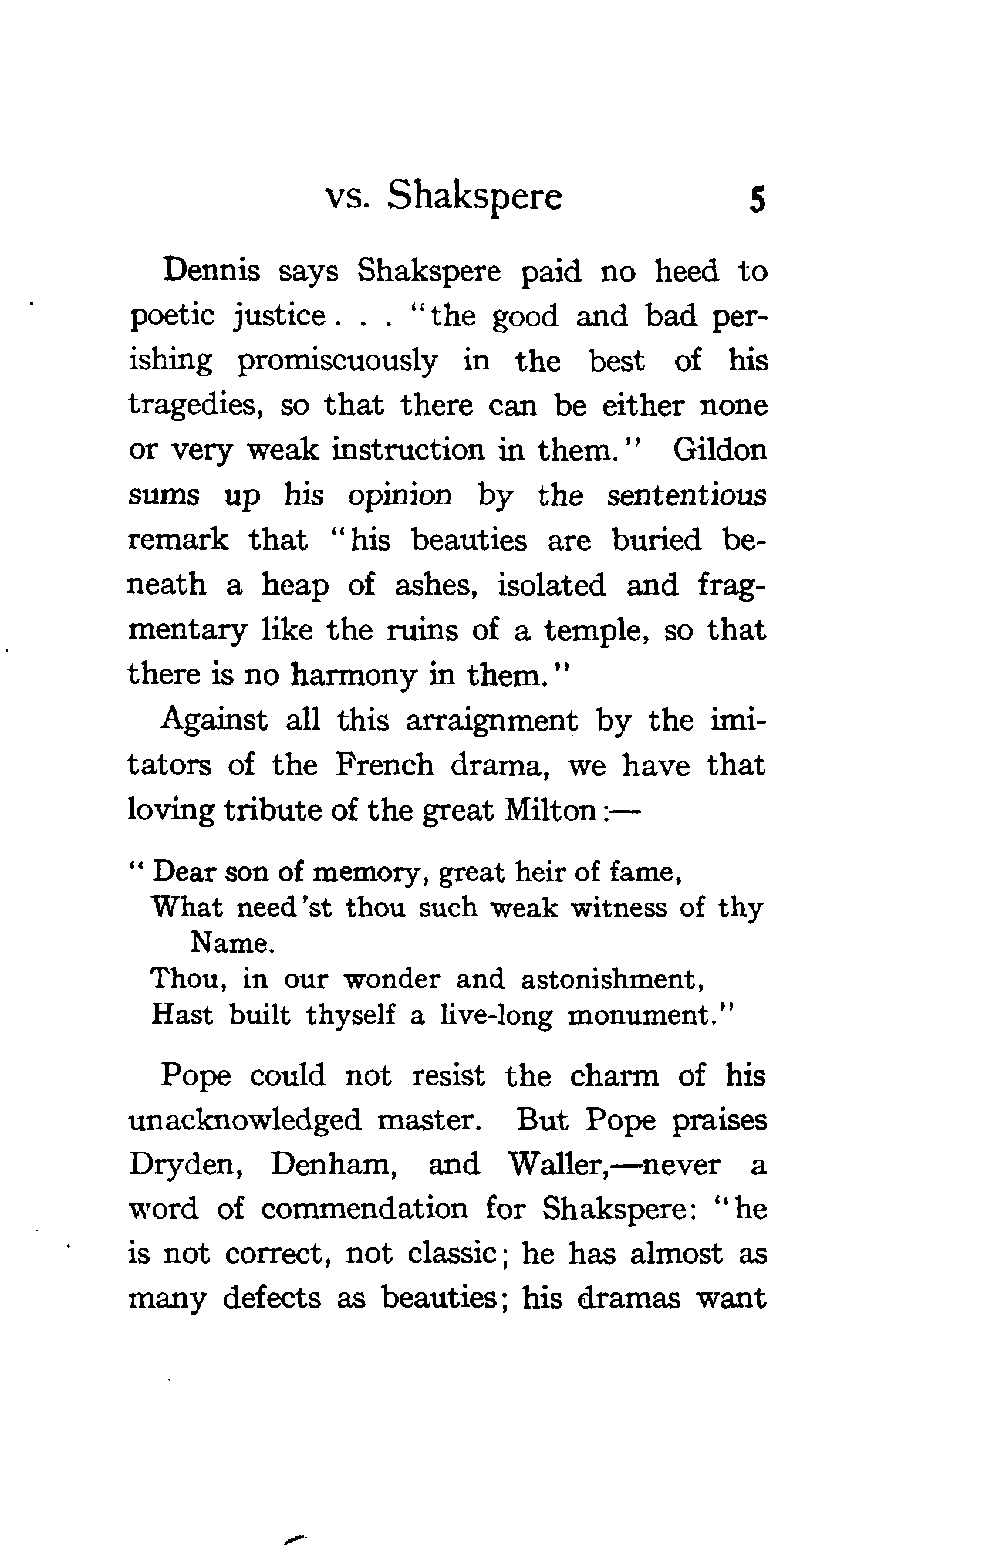 vs. Shakspere 5
Dennis says Shakspere paid no heed to
poetic justice . . . "the good and bad per-
ishing promiscuously in the best of his
tragedies, so that there can be either none
or very weak instruction in them." Gildon
sums up his opinion by the sententious
remark that "his beauties are buried be-
neath a heap of ashes, isolated and frag-
mentary like the ruins of a temple, so that
there is no harmony in them."
Against all this arraignment by the imi-
tators of the French drama, we have that
loving tribute of the great Milton:—
"Dear son of memory, great heir of fame,
What need'st thou such weak witness of thy
Name.
Thou, in our wonder and astonishment,
Hast built thyself a live-long monument."
Pope could not resist the charm of his
unacknowledged master. But Pope praises
Dryden, Denham, and Waller,—never a
word of commendation for Shakspere: "he
is not correct, not classic; he has almost as
many defects as beauties; his dramas want